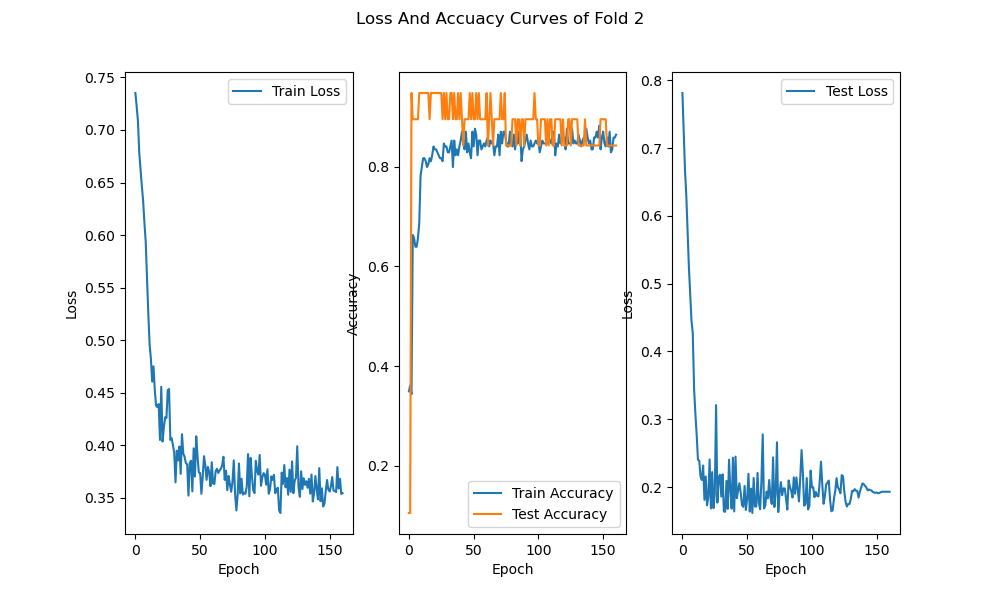 Loss And Accuacy Curves of Fold 2
Loss
0.75
0.70
0.65
0.60
0.55
0.50
0.45
0.40
0.35
0
50
100
150
Epoch
Train Loss
Accuracy
0.8
0.6
0.4
0.2
0
50
100
150
Epoch
Train Accuracy
Test Accuracy
Loss
0.8
0.7
0.6
0.5
0.4
0.3
0.2
0
50
100
150
Epoch
Test Loss